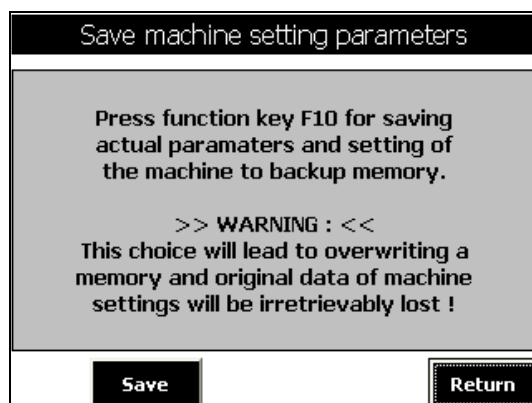 Save machine setting parameters
Press function key F10 for saving
actual paramaters and setting of
the machine to backup memory.
>> WARNING : <<
This choice will lead to overwriting a
memory and original data of machine
settings will be irretrievably lost !
Save
Return